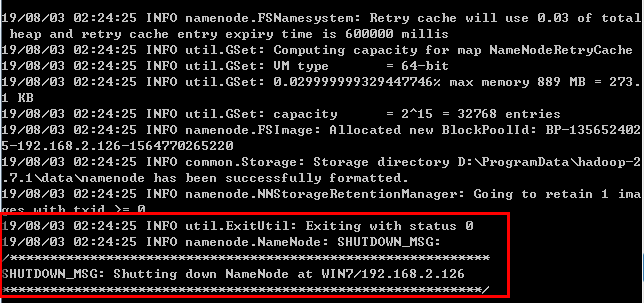 19/08/03 02:24:25 INFO namenode.FSNamesystem: Retry cache will use 0.03 of total
 heap and retry cache entry expiry time is 600000 millis
19/08/03 02:24:25 INFO util.GSet: Computing capacity for map NameNodeRetryCache
19/08/03 02:24:25 INFO util.GSet: VM type       = 64-bit
19/08/03 02:24:25 INFO util.GSet: 0.029999999329447746% max memory 889 MB = 273.
1 KB
19/08/03 02:24:25 INFO util.GSet: capacity      = 2^15 = 32768 entries
19/08/03 02:24:25 INFO namenode.FSImage: Allocated new BlockPoolId: BP-135652402
5-192.168.2.126-1564770265220
19/08/03 02:24:25 INFO common.Storage: Storage directory D:\ProgramData\hadoop-2
.7.1\data\namenode has been successfully formatted.
19/08/03 02:24:25 INFO namenode.NNStorageRetentionManager: Going to retain 1 ima
ges with txid >= 0
19/08/03 02:24:25 INFO util.ExitUtil: Exiting with status 0
19/08/03 02:24:25 INFO namenode.NameNode: SHUTDOWN_MSG:
/************************************************************
SHUTDOWN_MSG: Shutting down NameNode at WIN7/192.168.2.126
************************************************************/